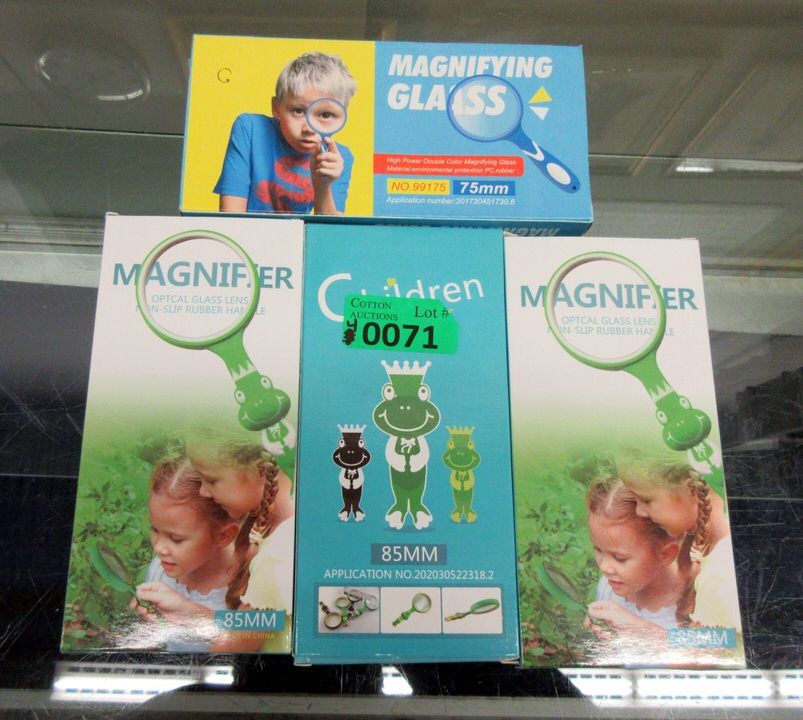 G
MAGNIFYING
GLASS
High Power Double Color Magnifying Glass
Material:environmental protextion PC,rubber
NO.99175 75mm
Application number:201730451730.8
MAGNIFIER
OPTCAL GLASS LENS
NON-SLIP RUBBER HANDLE
85MM
MADE IN CHINA
Children
COTTON
AUCTIONS
Lot #
4
0071
85MM
APPLICATION NO.202030522318.2
MAGNIFIER
OPTCAL GLASS LENS
NON-SLIP RUBBER HANDLE
85MM